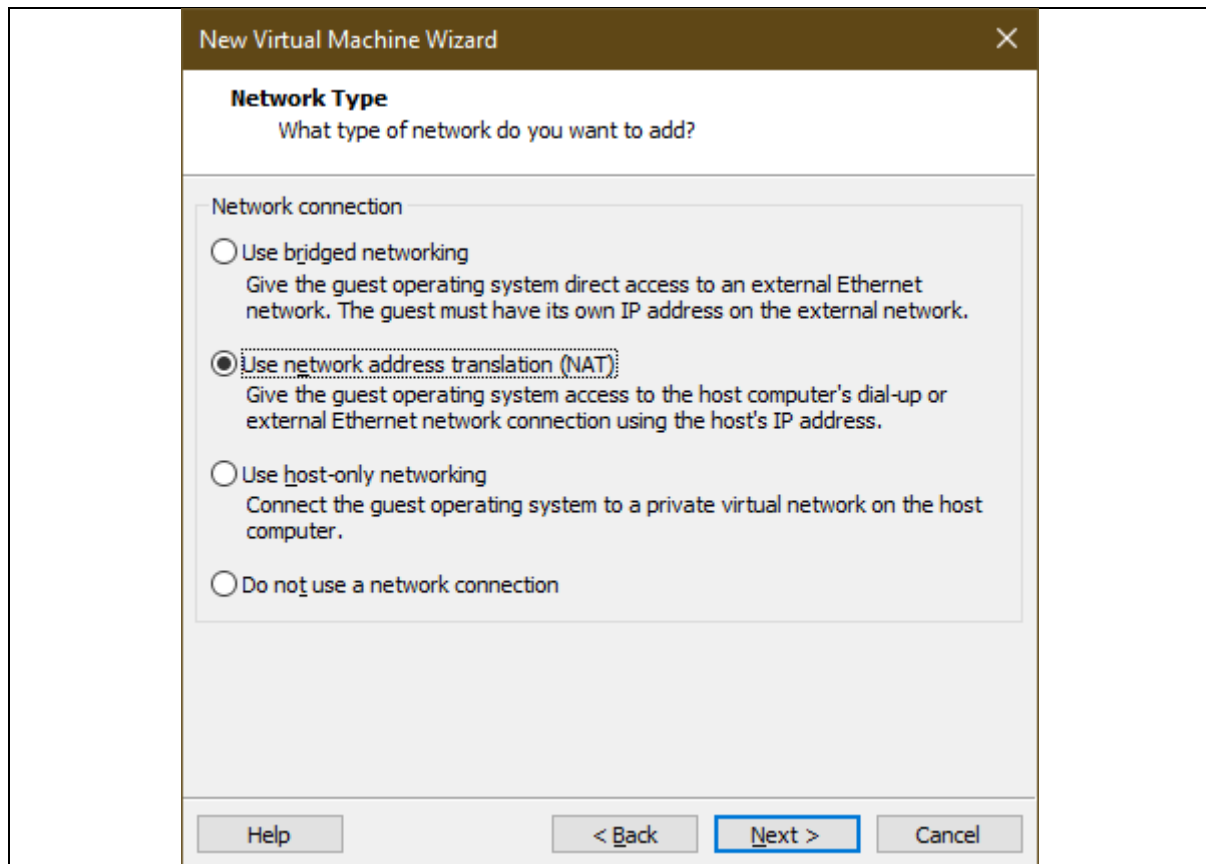 New Virtual Machine Wizard
Network Type
What type of network do you want to add?
Network connection
Use bridged networking
Give the guest operating system direct access to an external Ethernet
network. The guest must have its own IP address on the external network.
Use network address translation (NAT)
Give the guest operating system access to the host computer's dial-up or
external Ethernet network connection using the host's IP address.
Use host-only networking
Connect the guest operating system to a private virtual network on the host
computer.
Do not use a network connection
Help
< Back
Next >
Cancel